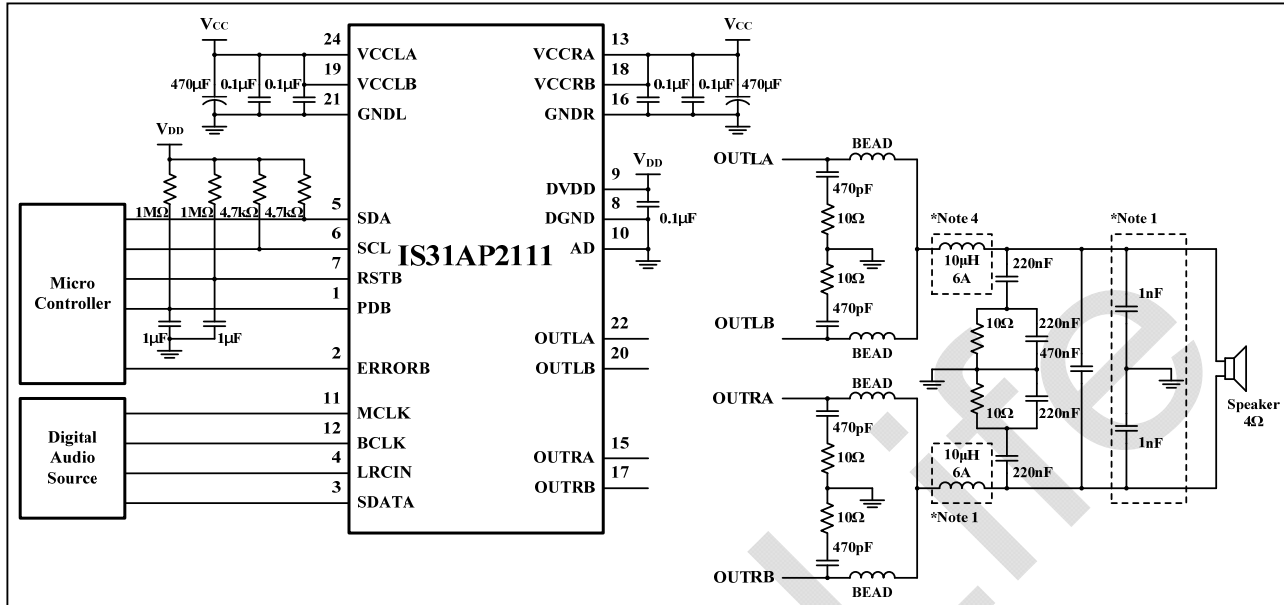 VCC
24
VCCLA
19
VCCLB
470µF 0.1µF 0.1µF
21
GNDL
VCC
13
VCCRA
18
VCCRB
0.1µF 0.1µF 470µF
16
GNDR
VDD
1MΩ 1MΩ 4.7kΩ 4.7kΩ
5
SDA
6
SCL
7
RSTB
1
PDB
1µF 1µF
2
ERRORB
Micro
Controller
11
MCLK
12
BCLK
4
LRCIN
3
SDATA
Digital
Audio
Source
IS31AP2111
VDD
9
DVDD
8
DGND
0.1µF
10
AD
22
OUTLA
20
OUTLB
15
OUTRA
17
OUTRB
OUTLA
BEAD
470pF
10Ω
10Ω
470pF
OUTLB
BEAD
OUTRA
BEAD
470pF
10Ω
10Ω
470pF
OUTRB
BEAD
*Note 4
10µH
6A
220nF
10Ω
220nF
470nF
10Ω
220nF
220nF
10µH
6A
*Note 1
*Note 1
1nF
1nF
Speaker
4Ω
Life